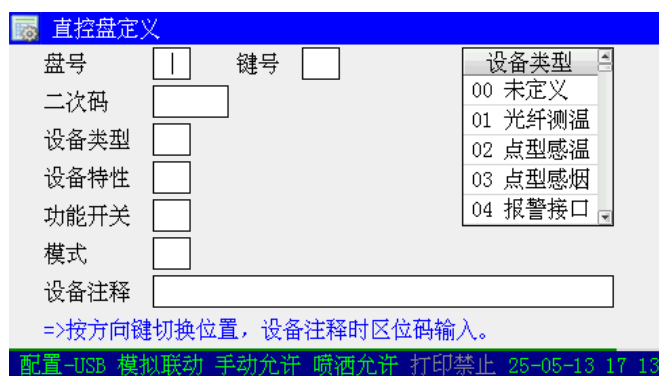 直控盘定义
盘号 键号
二次码
设备类型
设备特性
功能开关
模式
设备注释
设备类型
00 未定义
01 光纤测温
02 点型感温
03 点型感烟
04 报警接口
=>按方向键切换位置，设备注释时区位码输入。
配置-USB 模拟联动 手动允许 喷洒允许 打印禁止 25-05-13 17 13